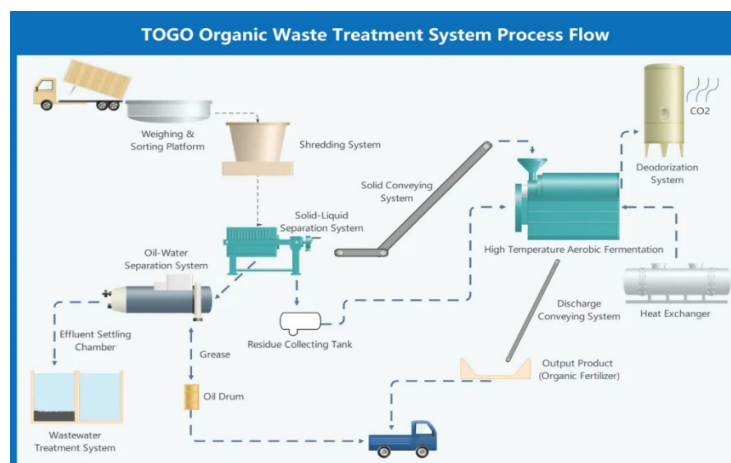 TOGO Organic Waste Treatment System Process Flow
Weighing &
Sorting Platform
Shredding System
Solid Conveying
System
CO2
Deodorization
System
Solid-Liquid
Separation System
High Temperature Aerobic Fermentation
Oil-Water
Separation System
Heat Exchanger
Discharge
Conveying System
Effluent Settling
Chamber
Residue Collecting Tank
Grease
Output Product
(Organic Fertilizer)
Oil Drum
Wastewater
Treatment System